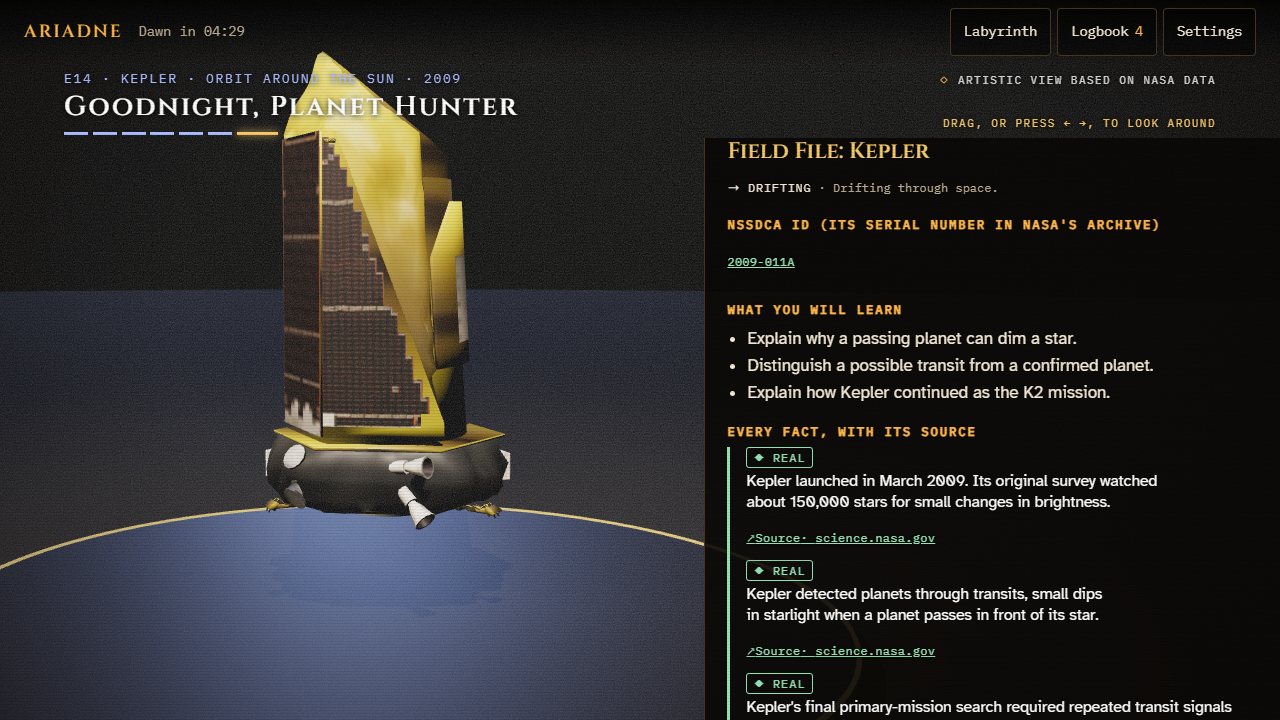 ARIADNE Dawn in 04:29
Labyrinth Logbook 4 Settings
E14 · KEPLER · ORBIT AROUND THE SUN · 2009
GOODNIGHT, PLANET HUNTER
◇ ARTISTIC VIEW BASED ON NASA DATA
DRAG, OR PRESS ← →, TO LOOK AROUND
FIELD FILE: KEPLER
→ DRIFTING · Drifting through space.
NSSDCA ID (ITS SERIAL NUMBER IN NASA'S ARCHIVE)
2009-011A
WHAT YOU WILL LEARN
• Explain why a passing planet can dim a star.
• Distinguish a possible transit from a confirmed planet.
• Explain how Kepler continued as the K2 mission.
EVERY FACT, WITH ITS SOURCE
◆ REAL
Kepler launched in March 2009. Its original survey watched
about 150,000 stars for small changes in brightness.
↗Source· science.nasa.gov
◆ REAL
Kepler detected planets through transits, small dips
in starlight when a planet passes in front of its star.
↗Source· science.nasa.gov
◆ REAL
Kepler's final primary-mission search required repeated transit signals